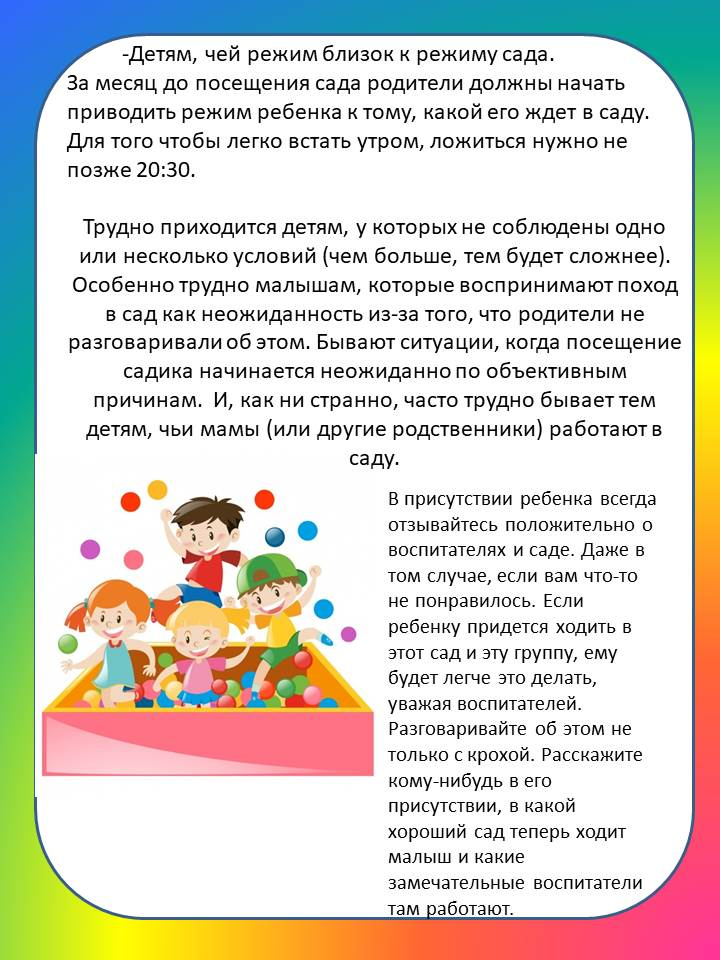 -Детям, чей режим близок к режиму сада.
За месяц до посещения сада родители должны начать
приводить режим ребенка к тому, какой его ждет в саду.
Для того чтобы легко встать утром, ложиться нужно не
позже 20:30.
Трудно приходится детям, у которых не соблюдены одно
или несколько условий (чем больше, тем будет сложнее).
Особенно трудно малышам, которые воспринимают поход
в сад как неожиданность из-за того, что родители не
разговаривали об этом. Бывают ситуации, когда посещение
садика начинается неожиданно по объективным
причинам. И, как ни странно, часто трудно бывает тем
детям, чьи мамы (или другие родственники) работают в
саду.
В присутствии ребенка всегда
отзывайтесь положительно о
воспитателях и саде. Даже в
том случае, если вам что-то
не понравилось. Если
ребенку придется ходить в
этот сад и эту группу, ему
будет легче это делать,
уважая воспитателей.
Разговаривайте об этом не
только с крохой. Расскажите
кому-нибудь в его
присутствии, в какой
хороший сад теперь ходит
малыш и какие
замечательные воспитатели
там работают.